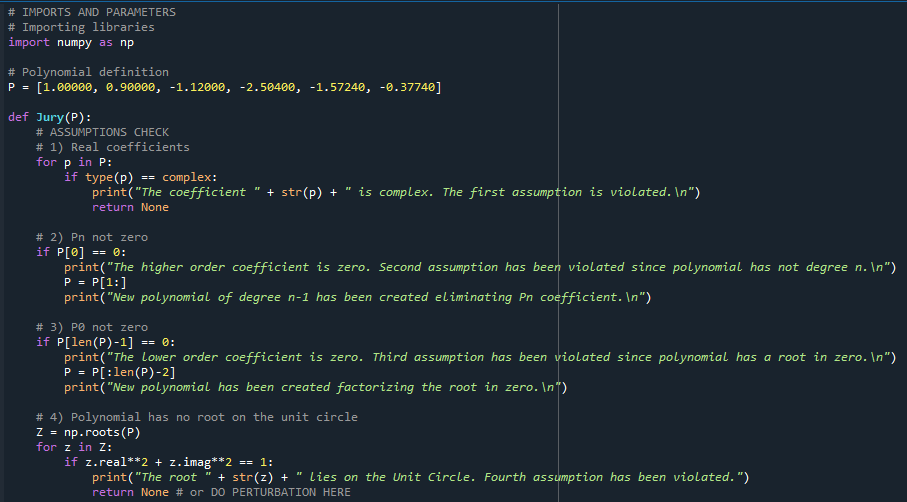 # IMPORTS AND PARAMETERS
# Importing libraries
import numpy as np
# Polynomial definition
P = [1.00000, 0.90000, -1.12000, -2.50400, -1.57240, -0.37740]
def Jury(P):
    # ASSUMPTIONS CHECK
    # 1) Real coefficients
    for p in P:
        if type(p) == complex:
            print("The coefficient " + str(p) + " is complex. The first assumption is violated.\n")
            return None
    # 2) Pn not zero
    if P[0] == 0:
        print("The higher order coefficient is zero. Second assumption has been violated since polynomial has not degree n.\n")
        P = P[1:]
        print("New polynomial of degree n-1 has been created eliminating Pn coefficient.\n")
    # 3) P0 not zero
    if P[len(P)-1] == 0:
        print("The lower order coefficient is zero. Third assumption has been violated since polynomial has a root in zero.\n")
        P = P[:len(P)-2]
        print("New polynomial has been created factorizing the root in zero.\n")
    # 4) Polynomial has no root on the unit circle
    Z = np.roots(P)
    for z in Z:
        if z.real**2 + z.imag**2 == 1:
            print("The root " + str(z) + " lies on the Unit Circle. Fourth assumption has been violated.")
            return None # or DO PERTURBATION HERE